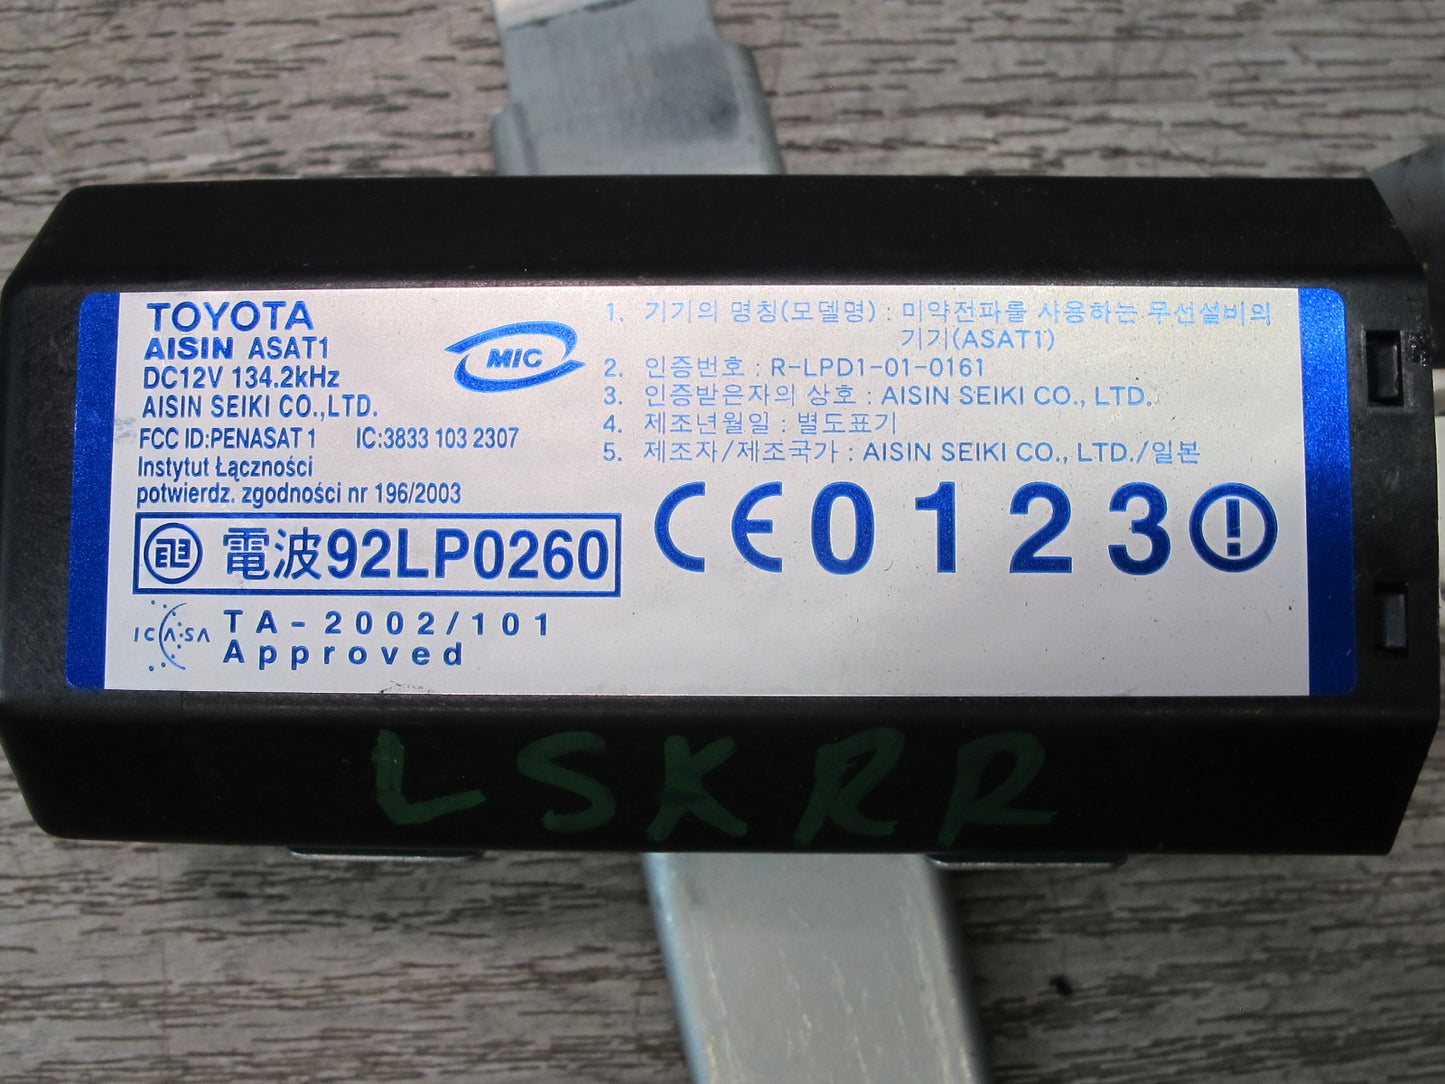 TOYOTA
AISIN ASAT1
DC12V 134.2kHz
AISIN SEIKI CO.,LTD.
FCC ID:PENASAT1 IC:3833 103 2307
Instytut Łączności
potwierdz. zgodności nr 196/2003
電波92LP0260
ICASA
TA-2002/101
Approved
MIC
1. 기기의 명칭(모델명) : 미약전파를 사용하는 무선설비의
기기(ASAT1)
2. 인증번호 : R-LPD1-01-0161
3. 인증받은자의 상호 : AISIN SEIKI CO., LTD.
4. 제조년월일 : 별도표기
5. 제조자/제조국가 : AISIN SEIKI CO., LTD./일본
CE0123
LSKRR